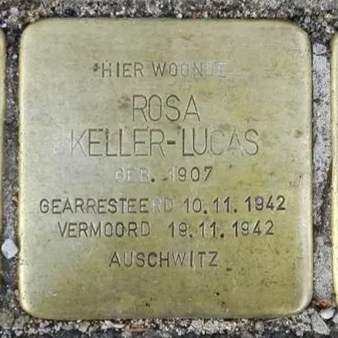 HIER WOONDE
ROSA
KELLER-LUCAS
GEB. 1907
GEARRESTEERD 10.11.1942
VERMOORD 19.11.1942
AUSCHWITZ